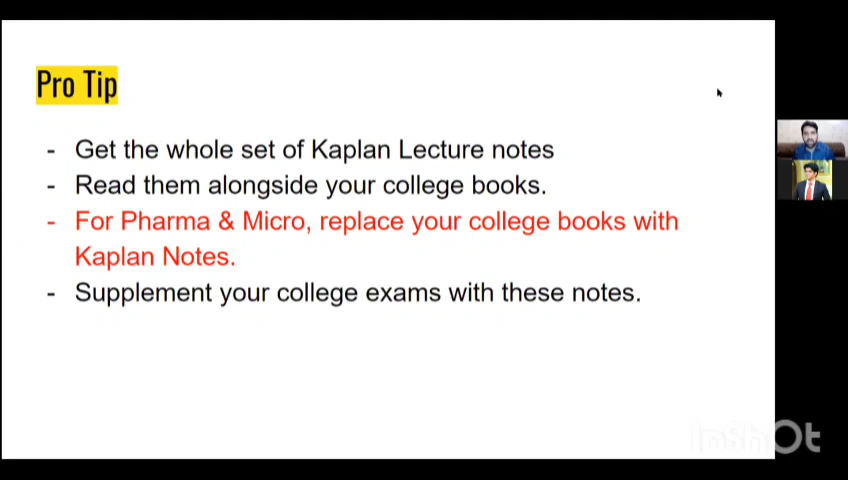 Pro Tip
- Get the whole set of Kaplan Lecture notes
- Read them alongside your college books.
- For Pharma & Micro, replace your college books with
Kaplan Notes.
- Supplement your college exams with these notes.
InshOt